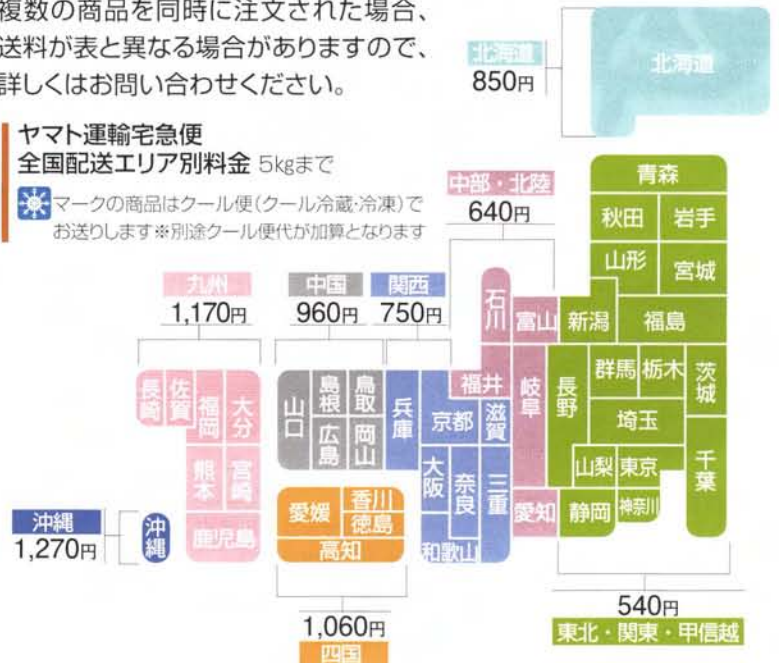 複数の商品を同時に注文された場合、
送料が表と異なる場合がありますので、
詳しくはお問い合わせください。
ヤマト運輸宅急便
全国配送エリア別料金 5kgまで
マークの商品はクール便(クール冷蔵・冷凍)で
お送りします※別途クール便代が加算となります
北海道
850円
北海道
中部・北陸
640円
青森
秋田
岩手
山形
宮城
九州
1,170円
中国
960円
関西
750円
石川
富山
新潟
福島
長崎
佐賀
福岡
大分
山口
島根
鳥取
兵庫
京都
福井
滋賀
岐阜
長野
群馬
栃木
茨城
広島
岡山
埼玉
熊本
宮崎
大阪
奈良
三重
山梨
東京
千葉
沖縄
1,270円
沖縄
鹿児島
愛媛
香川
徳島
高知
和歌山
愛知
静岡
神奈川
1,060円
四国
540円
東北・関東・甲信越